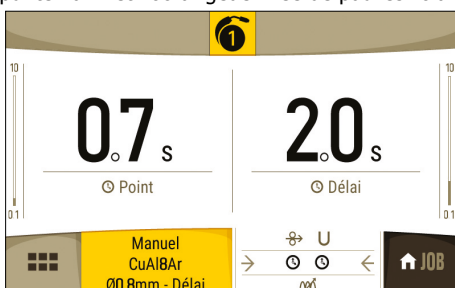 1
10
10
0.7 s
2.0 s
Point
Délai
0.1
0.1
Manuel
CuAl8Ar
Ø0.8mm - Délai
JOB